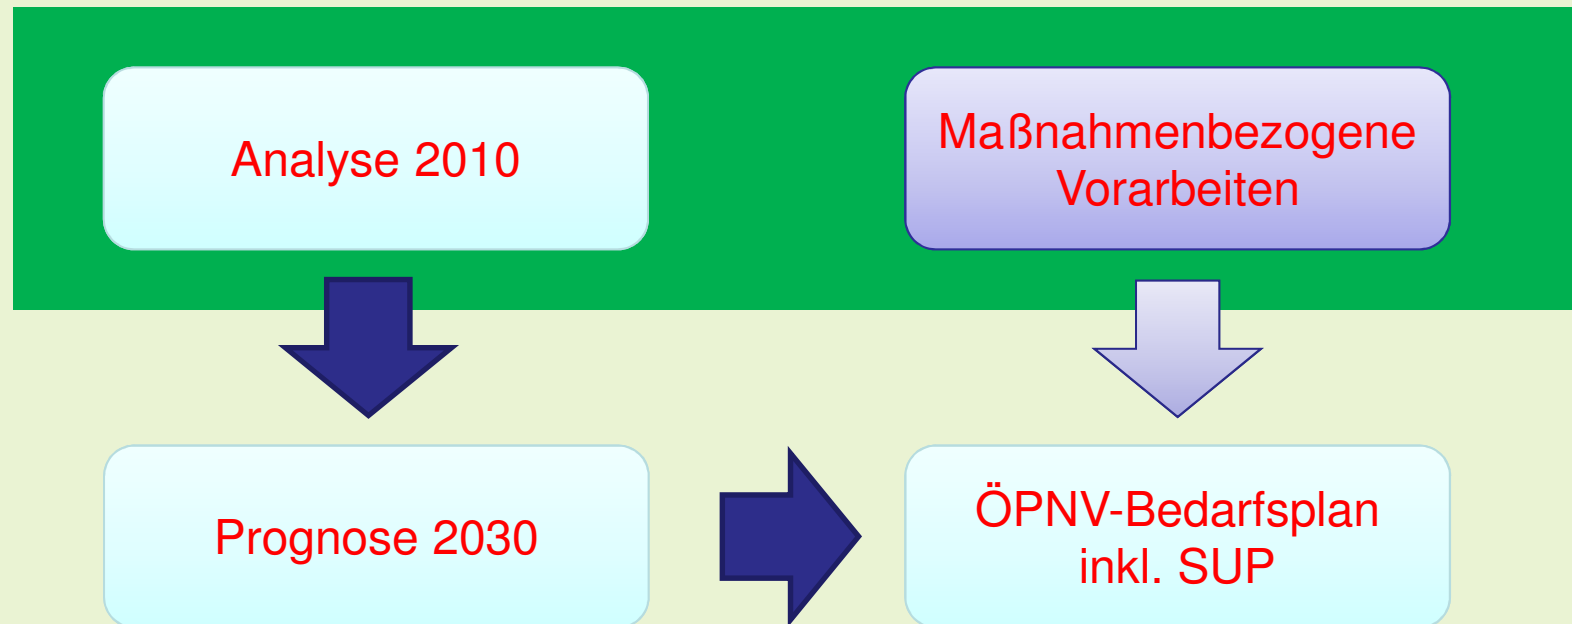 Analyse 2010
Maßnahmenbezogene
Vorarbeiten
Prognose 2030
ÖPNV-Bedarfsplan
inkl. SUP